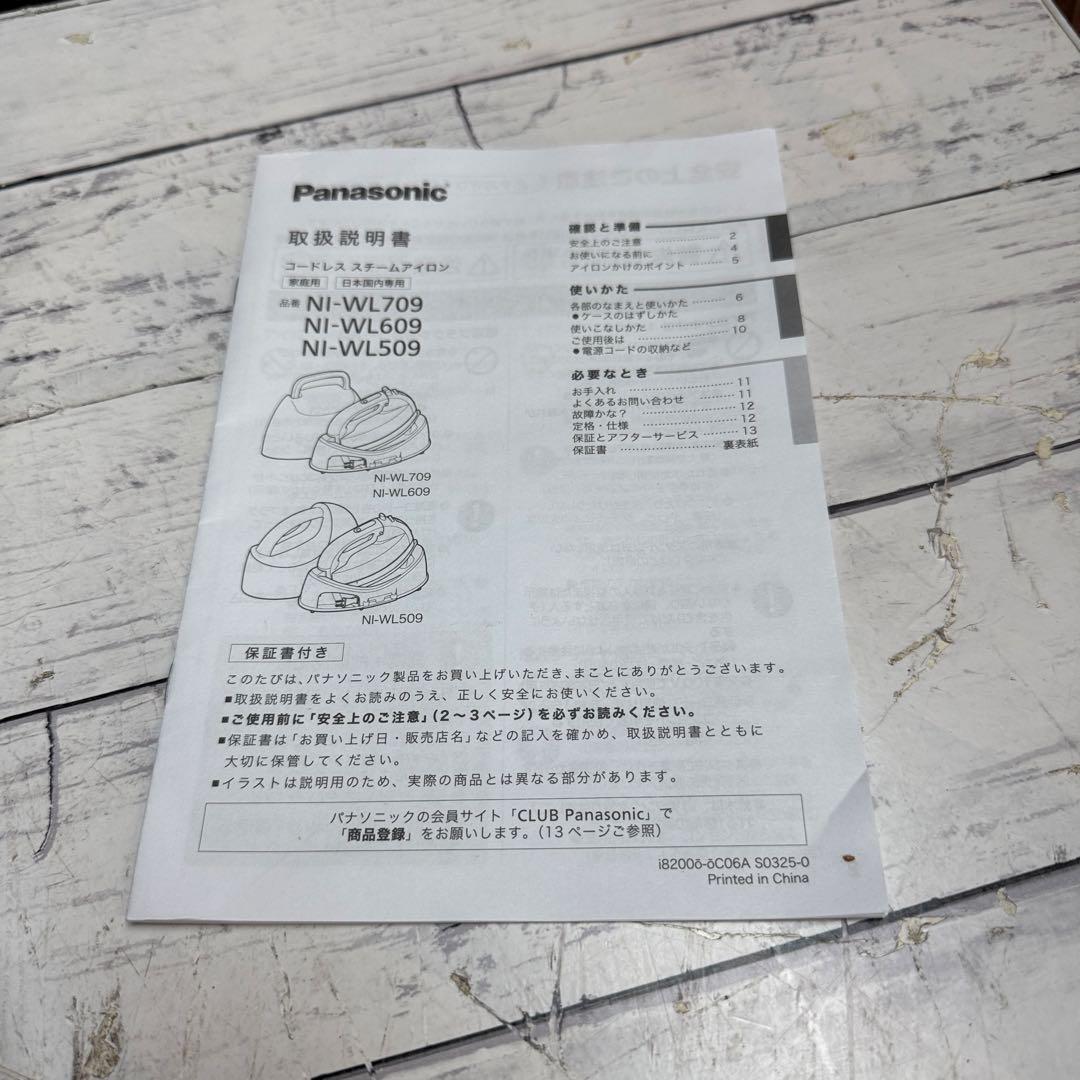 Panasonic
取扱説明書
コードレス スチームアイロン
家庭用 日本国内専用
品番 NI-WL709
NI-WL609
NI-WL509
NI-WL709
NI-WL609
NI-WL509
確認と準備
安全上のご注意 2
お使いになる前に 4
アイロンかけのポイント 5
使いかた
各部のなまえと使いかた 6
●ケースのはずしかた
使いこなしかた 8
ご使用後は 10
●電源コードの収納など
必要なとき
お手入れ 11
よくあるお問い合わせ 11
故障かな? 12
定格・仕様 12
保証とアフターサービス 13
保証書 裏表紙
保証書付き
このたびは、パナソニック製品をお買い上げいただき、まことにありがとうございます。
■取扱説明書をよくお読みのうえ、正しく安全にお使いください。
■ご使用前に「安全上のご注意」(2〜3ページ)を必ずお読みください。
■保証書は「お買い上げ日・販売店名」などの記入を確かめ、取扱説明書とともに
大切に保管してください。
■イラストは説明用のため、実際の商品とは異なる部分があります。
パナソニックの会員サイト「CLUB Panasonic」で
「商品登録」をお願いします。(13ページご参照)
S0325-0
Printed in China